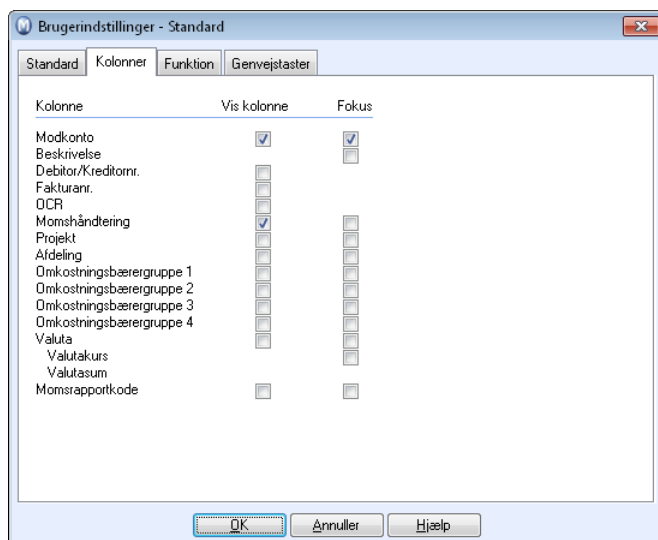 Brugerindstillinger - Standard
Standard Kolonner Funktion Genvejstaster
Kolonne Vis kolonne Fokus
Modkonto
Beskrivelse
Debitor/Kreditornr.
Fakturanr.
OCR
Momshåndtering
Projekt
Afdeling
Omkostningsbærergruppe 1
Omkostningsbærergruppe 2
Omkostningsbærergruppe 3
Omkostningsbærergruppe 4
Valuta
Valutakurs
Valutasum
Momsrapportkode
OK Annuller Hjælp